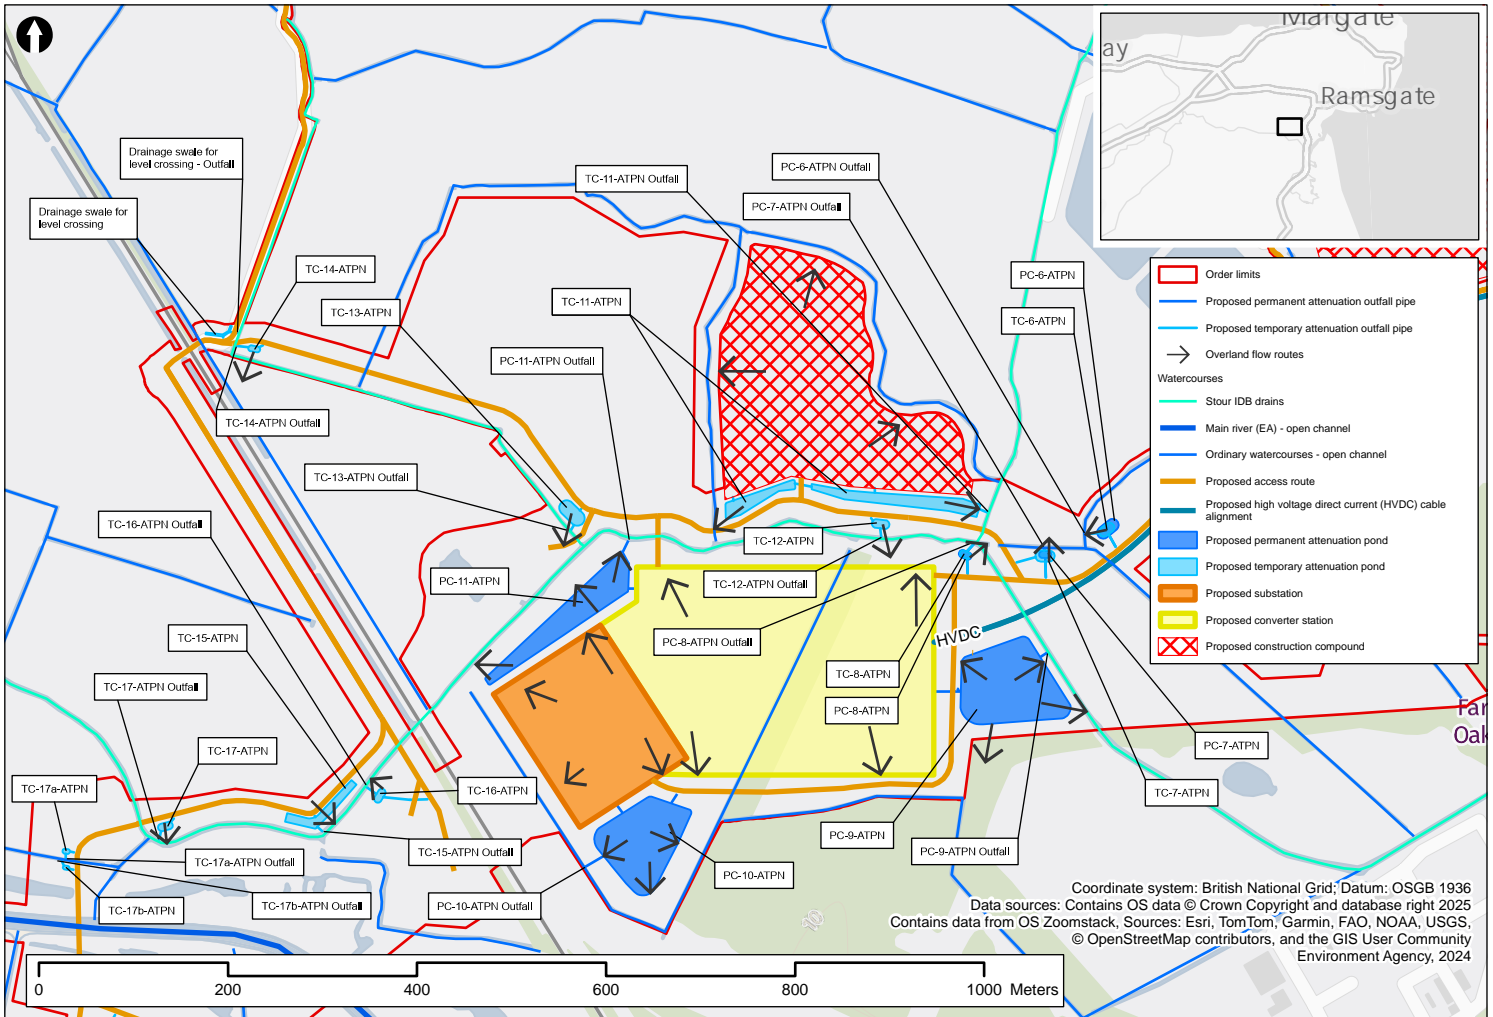 Margate
ay
Ramsgate
Drainage swale for
level crossing - Outfall
Drainage swale for
level crossing
TC-14-ATPN
TC-13-ATPN
TC-11-ATPN Outfall
PC-6-ATPN Outfall
PC-7-ATPN Outfall
PC-6-ATPN
TC-6-ATPN
TC-11-ATPN
PC-11-ATPN Outfall
TC-14-ATPN Outfall
TC-13-ATPN Outfall
TC-16-ATPN Outfall
TC-12-ATPN
TC-12-ATPN Outfall
PC-11-ATPN
PC-8-ATPN Outfall
HVDC
TC-15-ATPN
TC-8-ATPN
PC-8-ATPN
TC-17-ATPN Outfall
TC-17-ATPN
TC-17a-ATPN
TC-16-ATPN
PC-7-ATPN
TC-7-ATPN
PC-9-ATPN
PC-9-ATPN Outfall
TC-15-ATPN Outfall
TC-17a-ATPN Outfall
PC-10-ATPN
TC-17b-ATPN
TC-17b-ATPN Outfall
PC-10-ATPN Outfall
Far
Oak
Order limits
Proposed permanent attenuation outfall pipe
Proposed temporary attenuation outfall pipe
Overland flow routes
Watercourses
Stour IDB drains
Main river (EA) - open channel
Ordinary watercourses - open channel
Proposed access route
Proposed high voltage direct current (HVDC) cable
alignment
Proposed permanent attenuation pond
Proposed temporary attenuation pond
Proposed substation
Proposed converter station
Proposed construction compound
Coordinate system: British National Grid; Datum: OSGB 1936
Data sources: Contains OS data © Crown Copyright and database right 2025
Contains data from OS Zoomstack, Sources: Esri, TomTom, Garmin, FAO, NOAA, USGS,
© OpenStreetMap contributors, and the GIS User Community
Environment Agency, 2024
0 200 400 600 800 1000 Meters